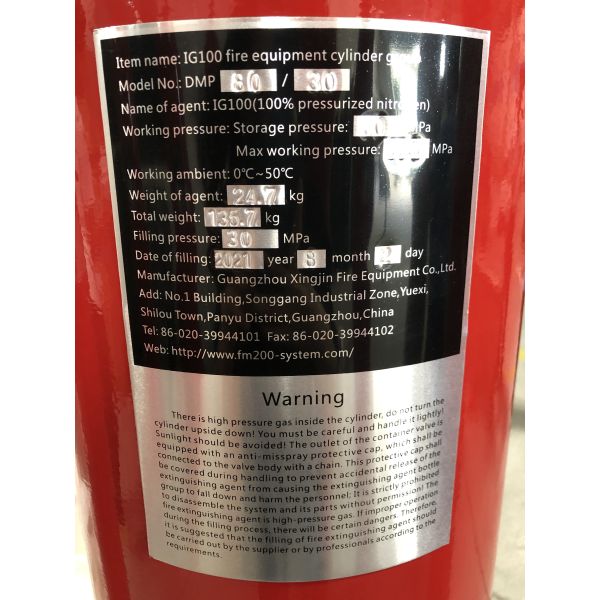 Item name: IG100 fire equipment cylinder
Model No.: DMP 80 / 30
Name of agent: IG100(100% pressurized nitrogen)
Working pressure: Storage pressure: MPa
Max working pressure: MPa
Working ambient: 0℃~50℃
Weight of agent: 24.7 kg
Total weight: 135.7 kg
Filling pressure: 30 MPa
Date of filling: 2021 year 8 month 2 day
Manufacturer: Guangzhou Xingjin Fire Equipment Co.,Ltd.
Add: No.1 Building,Songgang Industrial Zone,Yuexi,
Shilou Town,Panyu District,Guangzhou,China
Tel: 86-020-39944101 Fax: 86-020-39944102
Web: http://www.fm200-system.com/
Warning
There is high pressure gas inside the cylinder, do not turn the
cylinder upside down! You must be careful and handle it lightly!
Sunlight should be avoided! The outlet of the container valve is
equipped with an anti-misspray protective cap, which shall be
connected to the valve body with a chain. This protective cap shall
be covered during handling to prevent accidental release of the
extinguishing agent from causing the extinguishing agent bottle
group to fall down and harm the personnel; It is strictly prohibited
to disassemble the system and its parts without permission! The
fire extinguishing agent is high-pressure gas. If improper operation
during the filling process, there will be certain dangers. Therefore,
it is suggested that the filling of fire extinguishing agent should
be carried out by the supplier or by professionals according to the
requirements.